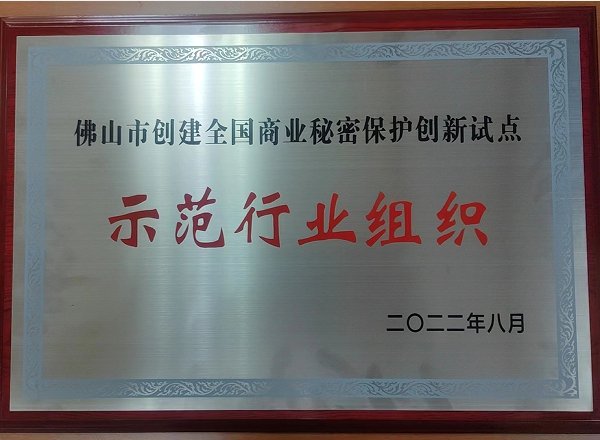 佛山市创建全国商业秘密保护创新试点
示范行业组织
二〇二二年八月